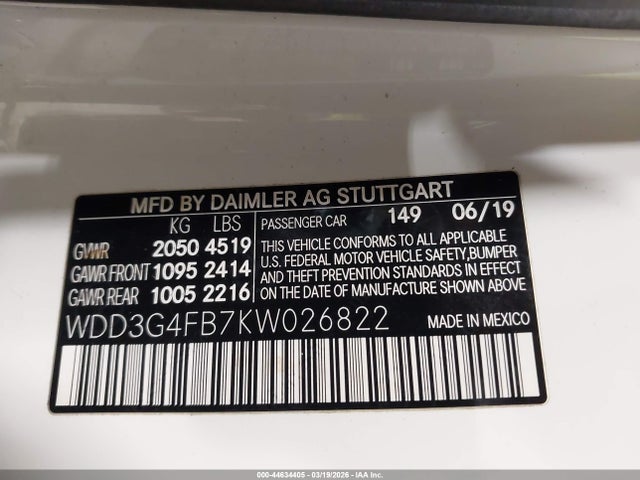 MFD BY DAIMLER AG STUTTGART
KG LBS
GVWR 2050 4519
GAWR FRONT 1095 2414
GAWR REAR 1005 2216
PASSENGER CAR 149 06/19
THIS VEHICLE CONFORMS TO ALL APPLICABLE
U.S. FEDERAL MOTOR VEHICLE SAFETY,BUMPER
AND THEFT PREVENTION STANDARDS IN EFFECT
ON THE DATE OF MANUFACTURE SHOWN ABOVE
WDD3G4FB7KW026822 MADE IN MEXICO
000-44634405 - 03/19/2026 - IAA Inc.